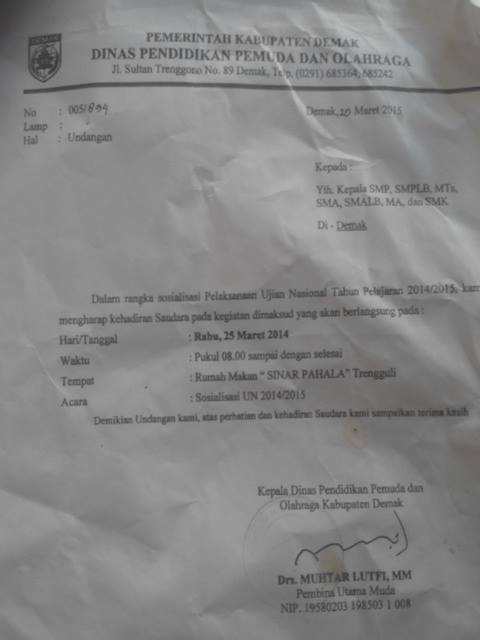 PEMERINTAH KABUPATEN DEMAK
DINAS PENDIDIKAN PEMUDA DAN OLAHRAGA
Jl. Sultan Trenggono No. 89 Demak, Telp. (0291) 685364, 685242
No : 005/894
Demak, 20 Maret 2015
Lamp :
Hal : Undangan
Kepada :
Yth. Kepala SMP, SMPLB, MTs,
SMA, SMALB, MA, dan SMK
Di - Demak
Dalam rangka sosialisasi Pelaksanaan Ujian Nasional Tahun Pelajaran 2014/2015, kam
mengharap kehadiran Saudara pada kegiatan dimaksud yang akan berlangsung pada :
Hari/Tanggal : Rabu, 25 Maret 2014
Waktu : Pukul 08.00 sampai dengan selesai
Tempat : Rumah Makan " SINAR PAHALA" Trengguli
Acara : Sosialisasi UN 2014/2015
Demikian Undangan kami, atas perhatian dan kehadiran Saudara kami sampaikan terima kasih
Kepala Dinas Pendidikan Pemuda dan
Olahraga Kabupaten Demak
Drs. MUHTAR LUTFI, MM
Pembina Utama Muda
NIP. 19580203 198503 1 008